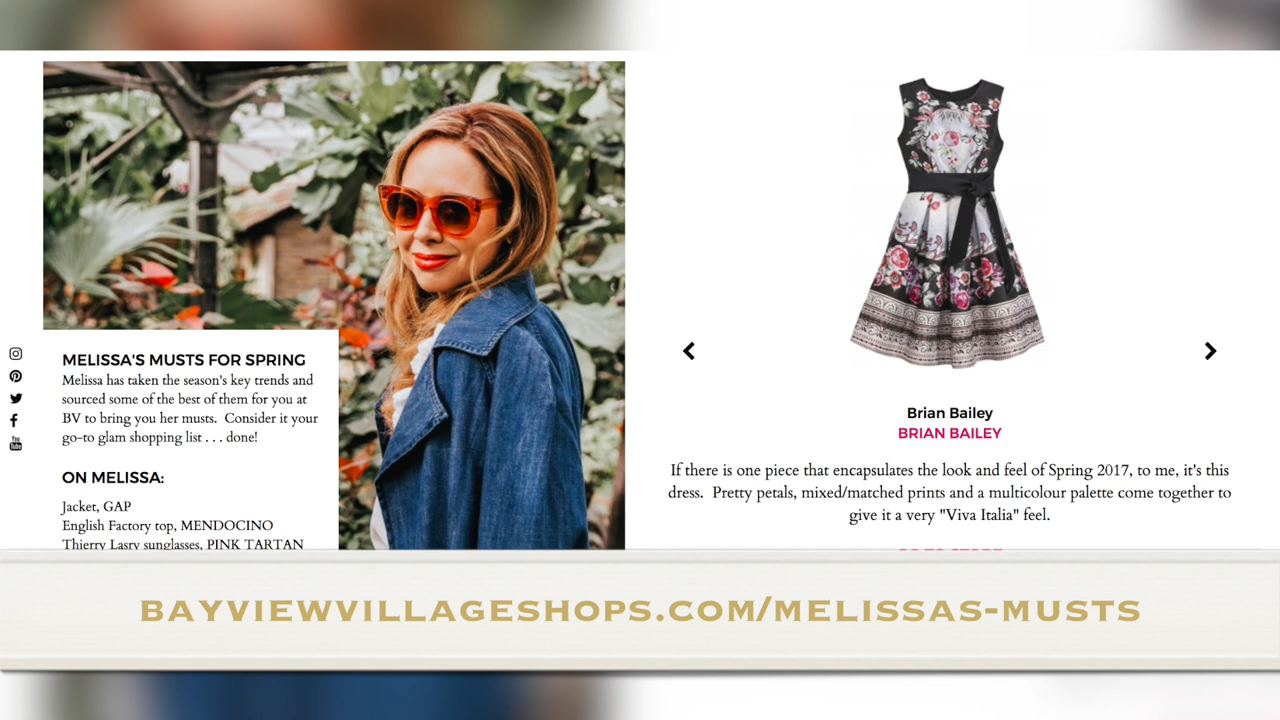 MELISSA'S MUSTS FOR SPRING
Melissa has taken the season's key trends and
sourced some of the best of them for you at
BV to bring you her musts. Consider it your
go-to glam shopping list . . . done!
ON MELISSA:
Jacket, GAP
English Factory top, MENDOCINO
Thierry Lasry sunglasses, PINK TARTAN
Brian Bailey
BRIAN BAILEY
If there is one piece that encapsulates the look and feel of Spring 2017, to me, it's this
dress. Pretty petals, mixed/matched prints and a multicolour palette come together to
give it a very "Viva Italia" feel.
BAYVIEWVILLAGESHOPS.COM/MELISSAS-MUSTS